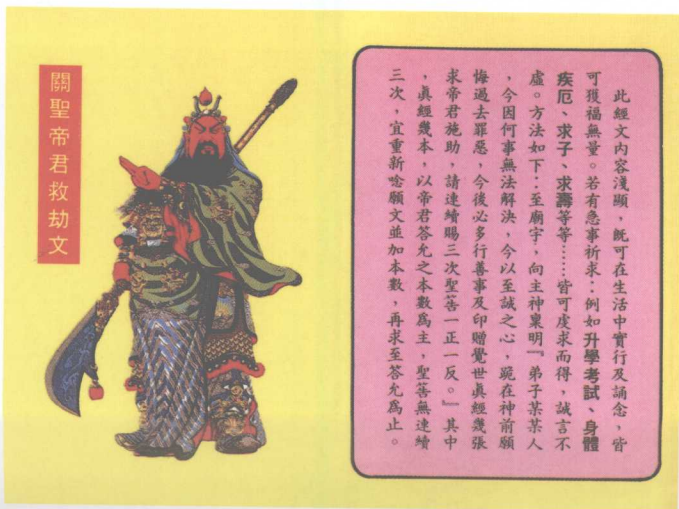 此經文內容淺顯，既可在生活中實行及誦念，皆
可獲福無量。若有急事祈求：例如升學考試、身體
疾厄、求子、求壽等等……皆可虔求而得，誠言不
虛。方法如下：至廟宇，向主神稟明『弟子某某人
，今因何事無法解決，今以至誠之心，跪在神前願
悔過去罪惡，今後必多行善事及印贈覺世眞經幾張
求帝君施助，請連續賜三次聖筶一正一反。』其中
，眞經幾本，以帝君答允之本數爲主，聖筶無連續
三次，宜重新唸願文並加本數，再求至答允爲止。
關聖帝君救劫文